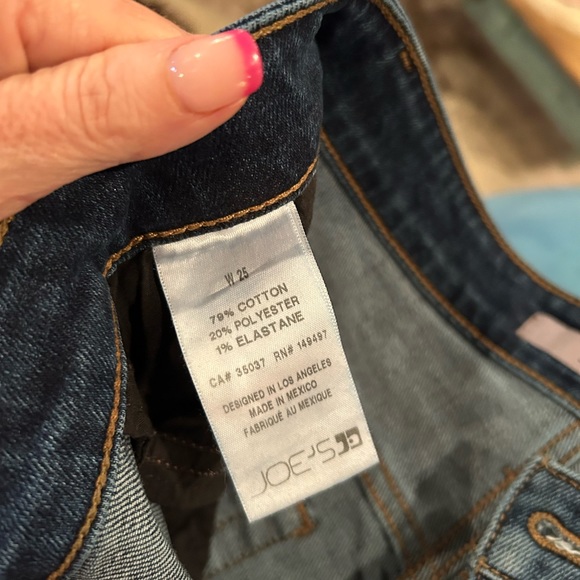 W 25
79% COTTON
20% POLYESTER
1% ELASTANE
CA# 35037 RN# 149497
DESIGNED IN LOS ANGELES
MADE IN MEXICO
FABRIQUÉ AU MEXIQUE
JOE'S